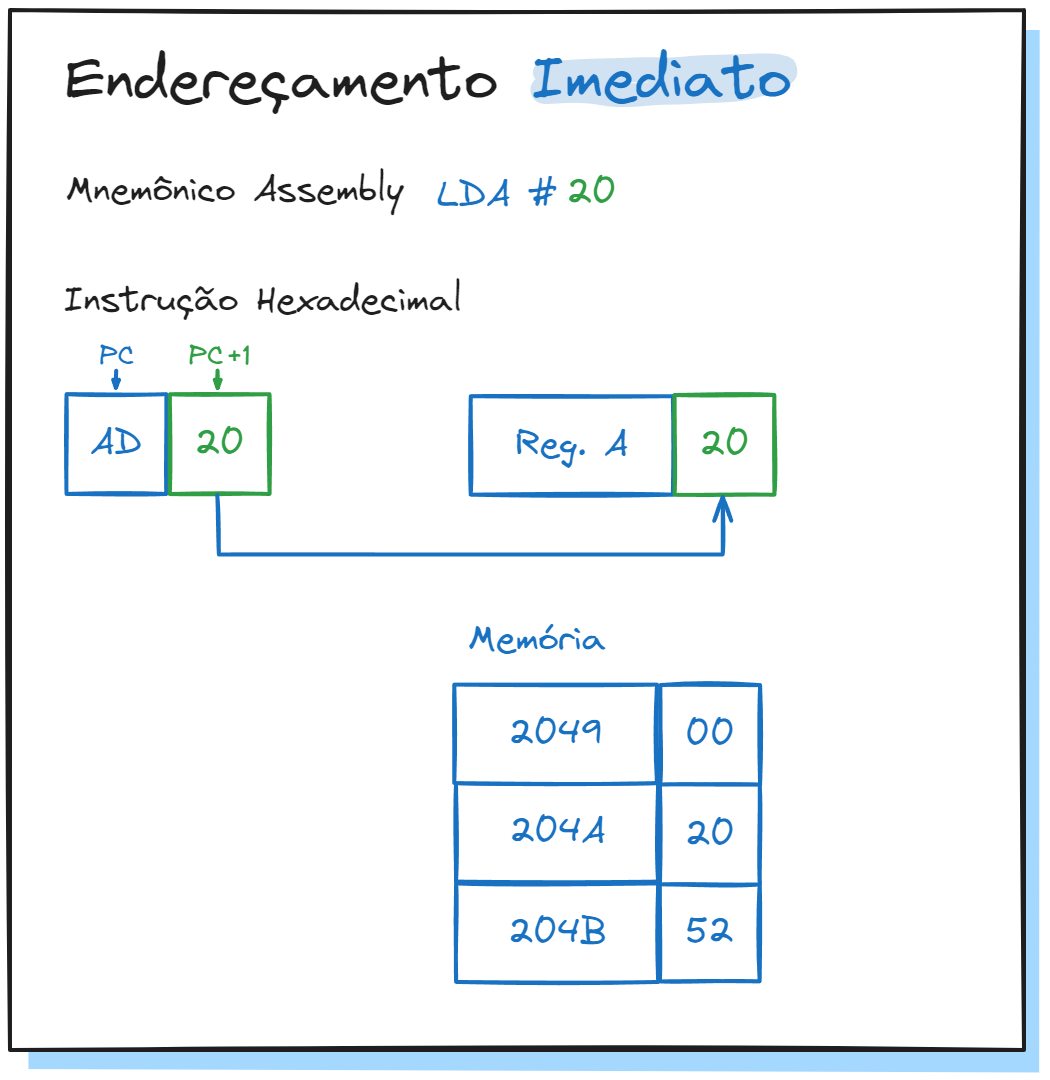 Endereçamento Imediato
Mnemônico Assembly LDA # 20
Instrução Hexadecimal
PC PC+1
AD 20 Reg. A 20
Memória
2049 00
204A 20
204B 52